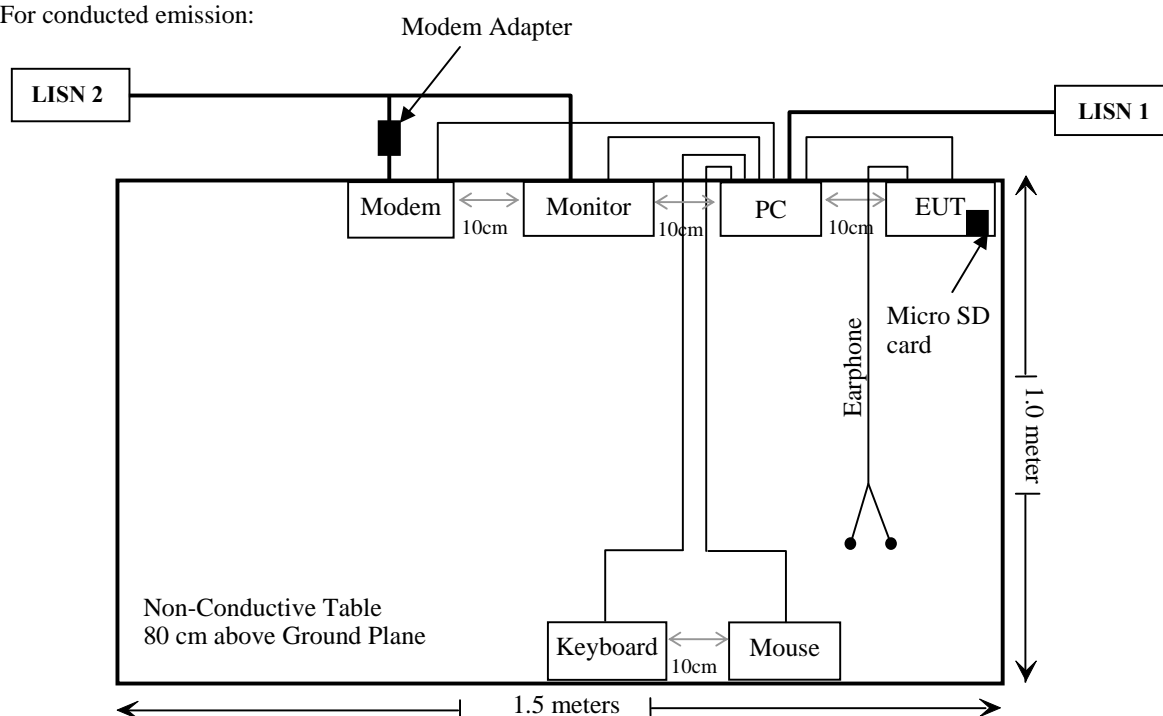 For conducted emission:
Modem Adapter
LISN 2
LISN 1
Modem
Monitor
PC
EUT
10cm
10cm
10cm
Micro SD
card
Earphone
1.0 meter
Non-Conductive Table
80 cm above Ground Plane
Keyboard
Mouse
10cm
1.5 meters